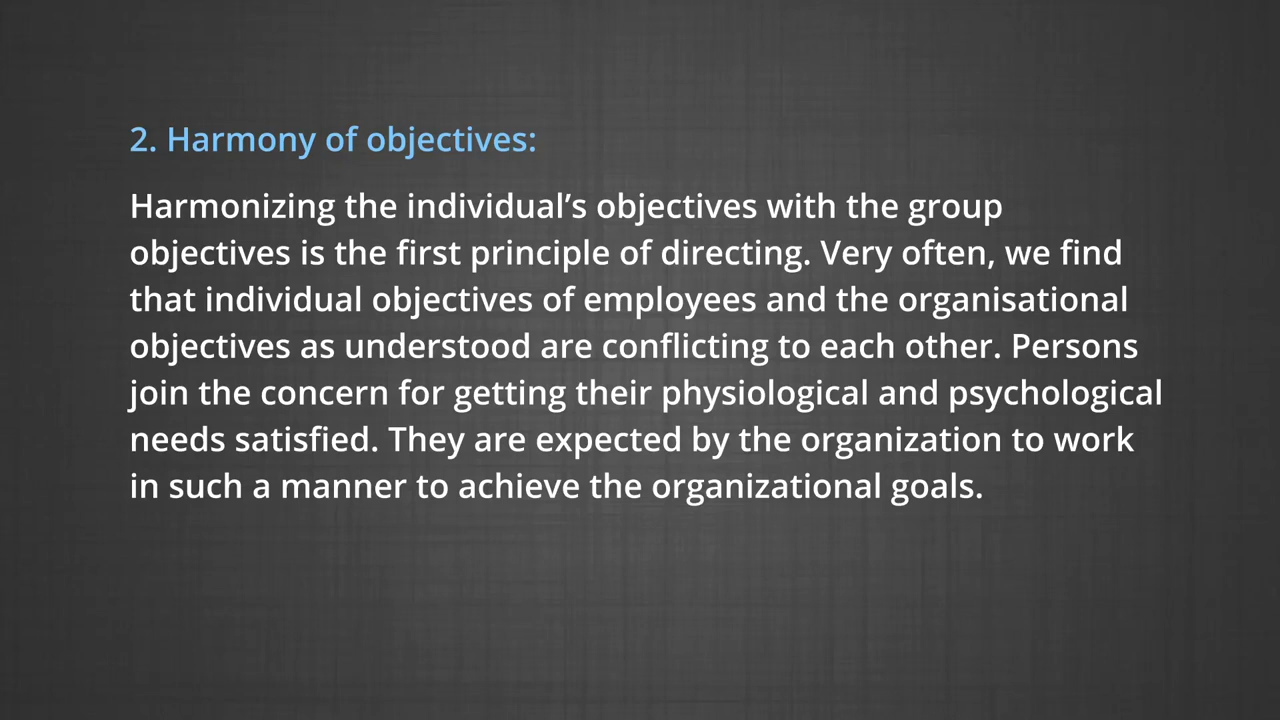 2. Harmony of objectives:
Harmonizing the individual’s objectives with the group
objectives is the first principle of directing. Very often, we find
that individual objectives of employees and the organisational
objectives as understood are conflicting to each other. Persons
join the concern for getting their physiological and psychological
needs satisfied. They are expected by the organization to work
in such a manner to achieve the organizational goals.